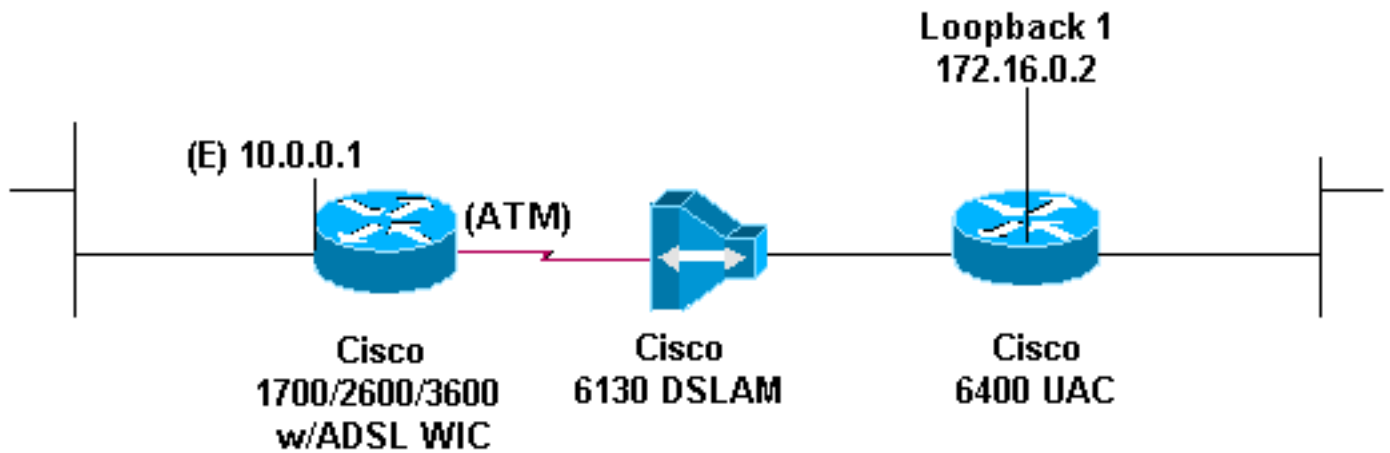 Loopback 1
172.16.0.2
(E) 10.0.0.1
(ATM)
Cisco
1700/2600/3600
w/ADSL WIC
Cisco
6130 DSLAM
Cisco
6400 UAC